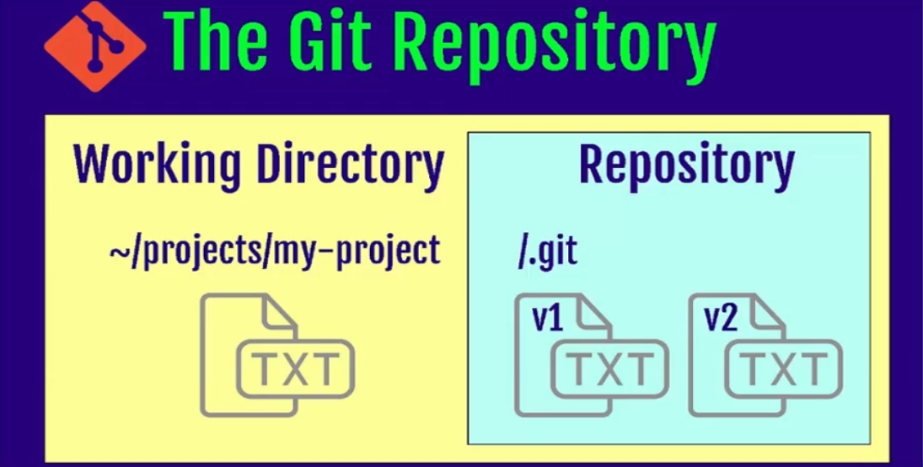 The Git Repository
Working Directory
~/projects/my-project
TXT
Repository
/.git
v1
TXT
v2
TXT